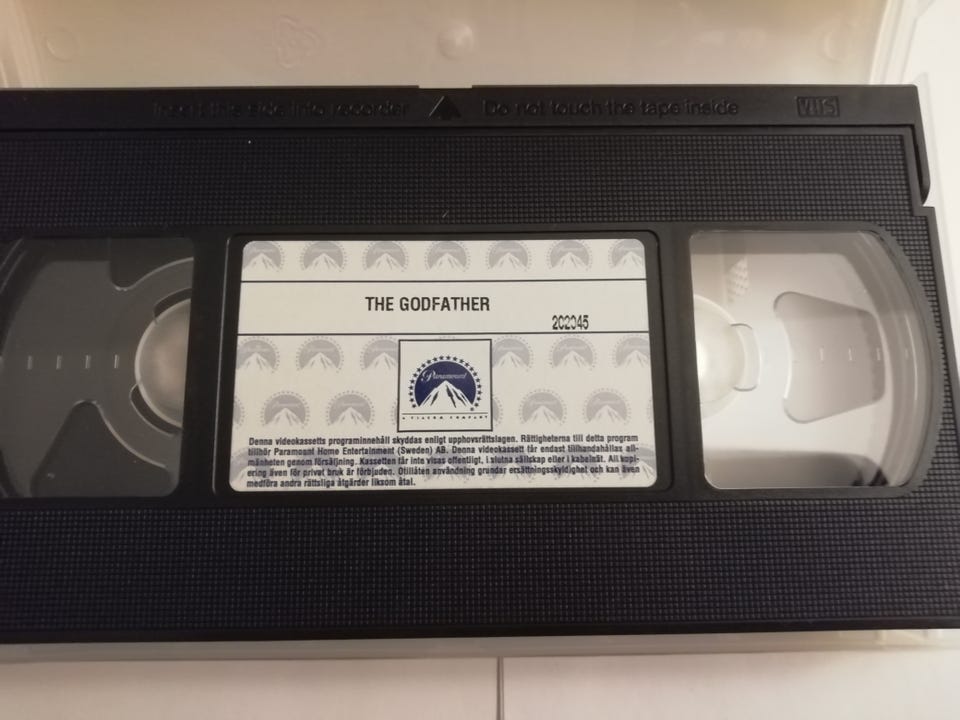 Insert this side into recorder Do not touch the tape inside VHS
THE GODFATHER
202045
Paramount
A VIACOM COMPANY
Denna videokassetts programinnehåll skyddas enligt upphovsrättslagen. Rättigheterna till detta program
tillhör Paramount Home Entertainment (Sweden) AB. Denna videokassett får endast tillhandahållas all-
mänheten genom försäljning. Kassetten får inte visas offentligt, i slutna sällskap eller i kabelnät. All kopi-
ering även för privat bruk är förbjuden. Otillåten användning grundar ersättningsskyldighet och kan även
medföra andra rättsliga åtgärder liksom åtal.